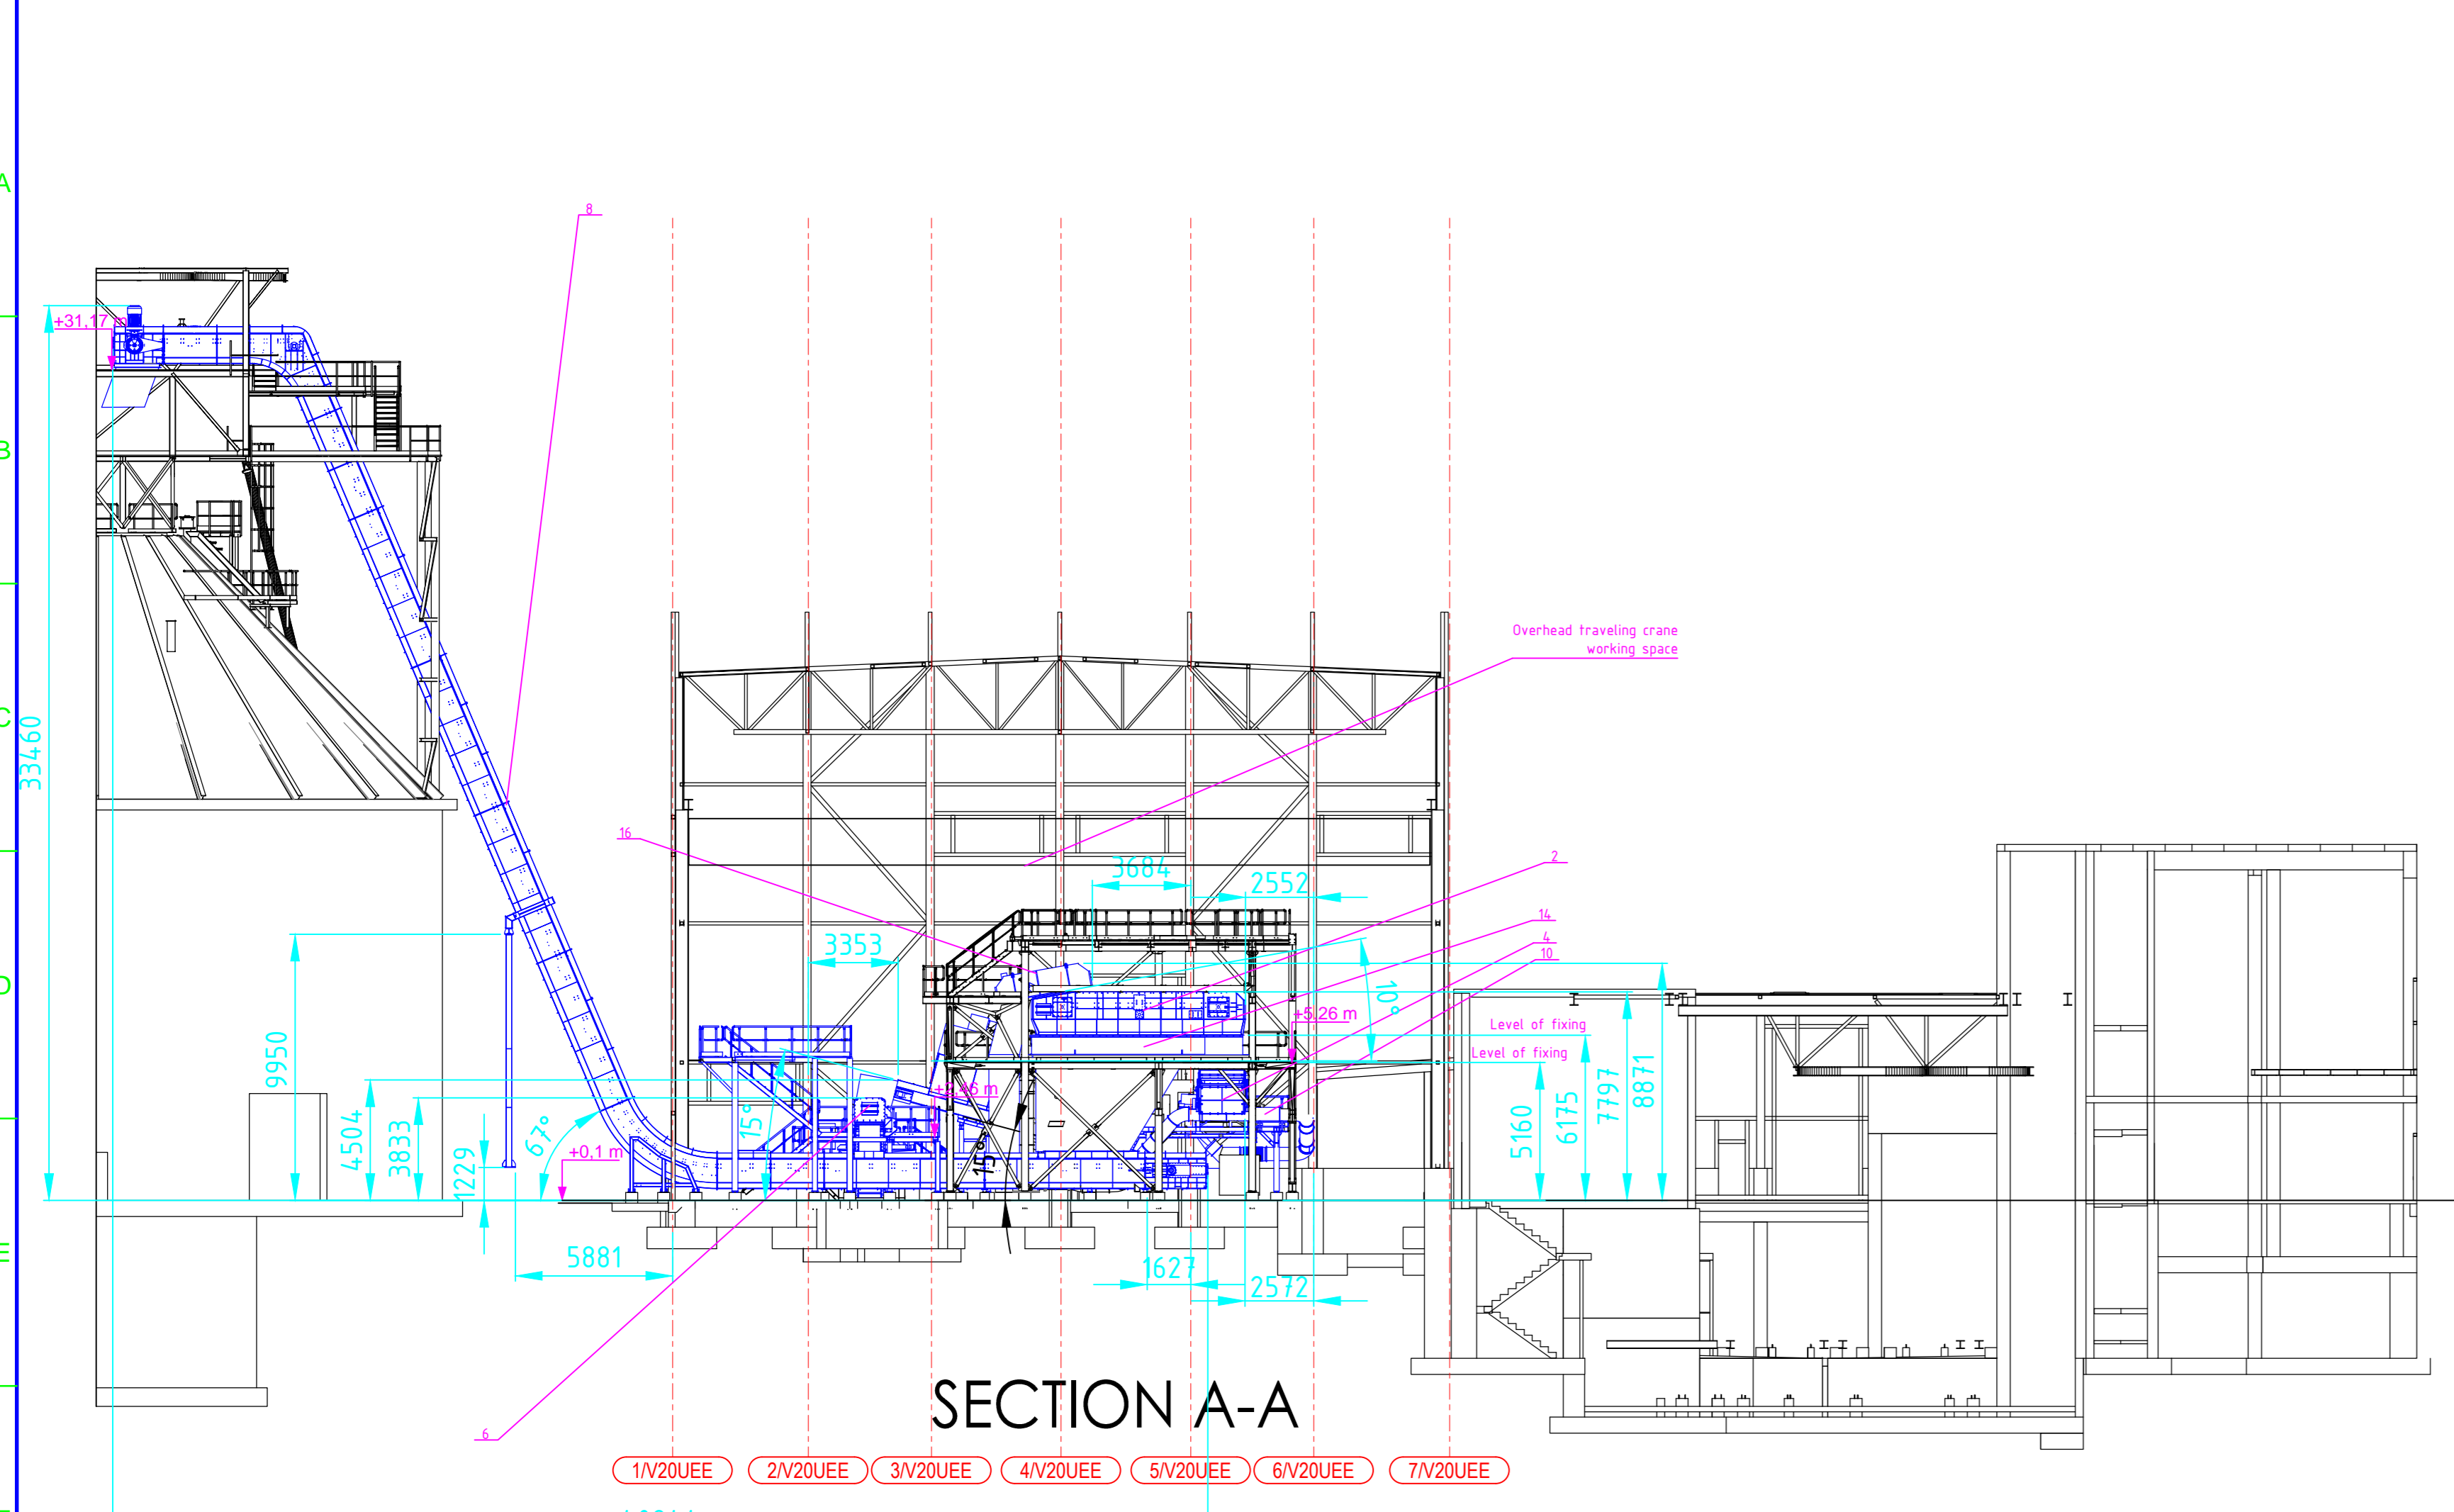 A
8
+31,17 m
B
Overhead traveling crane
working space
C
33460
16
3684
2
2552
14
4
10
3353
D
10°
+5,26 m
Level of fixing
Level of fixing
9950
4504
3833
1229
67°
15°
+2,46 m
15°
+0,1 m
5160
6175
7797
8871
E
5881
1627
2572
SECTION A-A
6
1/V20UEE
2/V20UEE
3/V20UEE
4/V20UEE
5/V20UEE
6/V20UEE
7/V20UEE